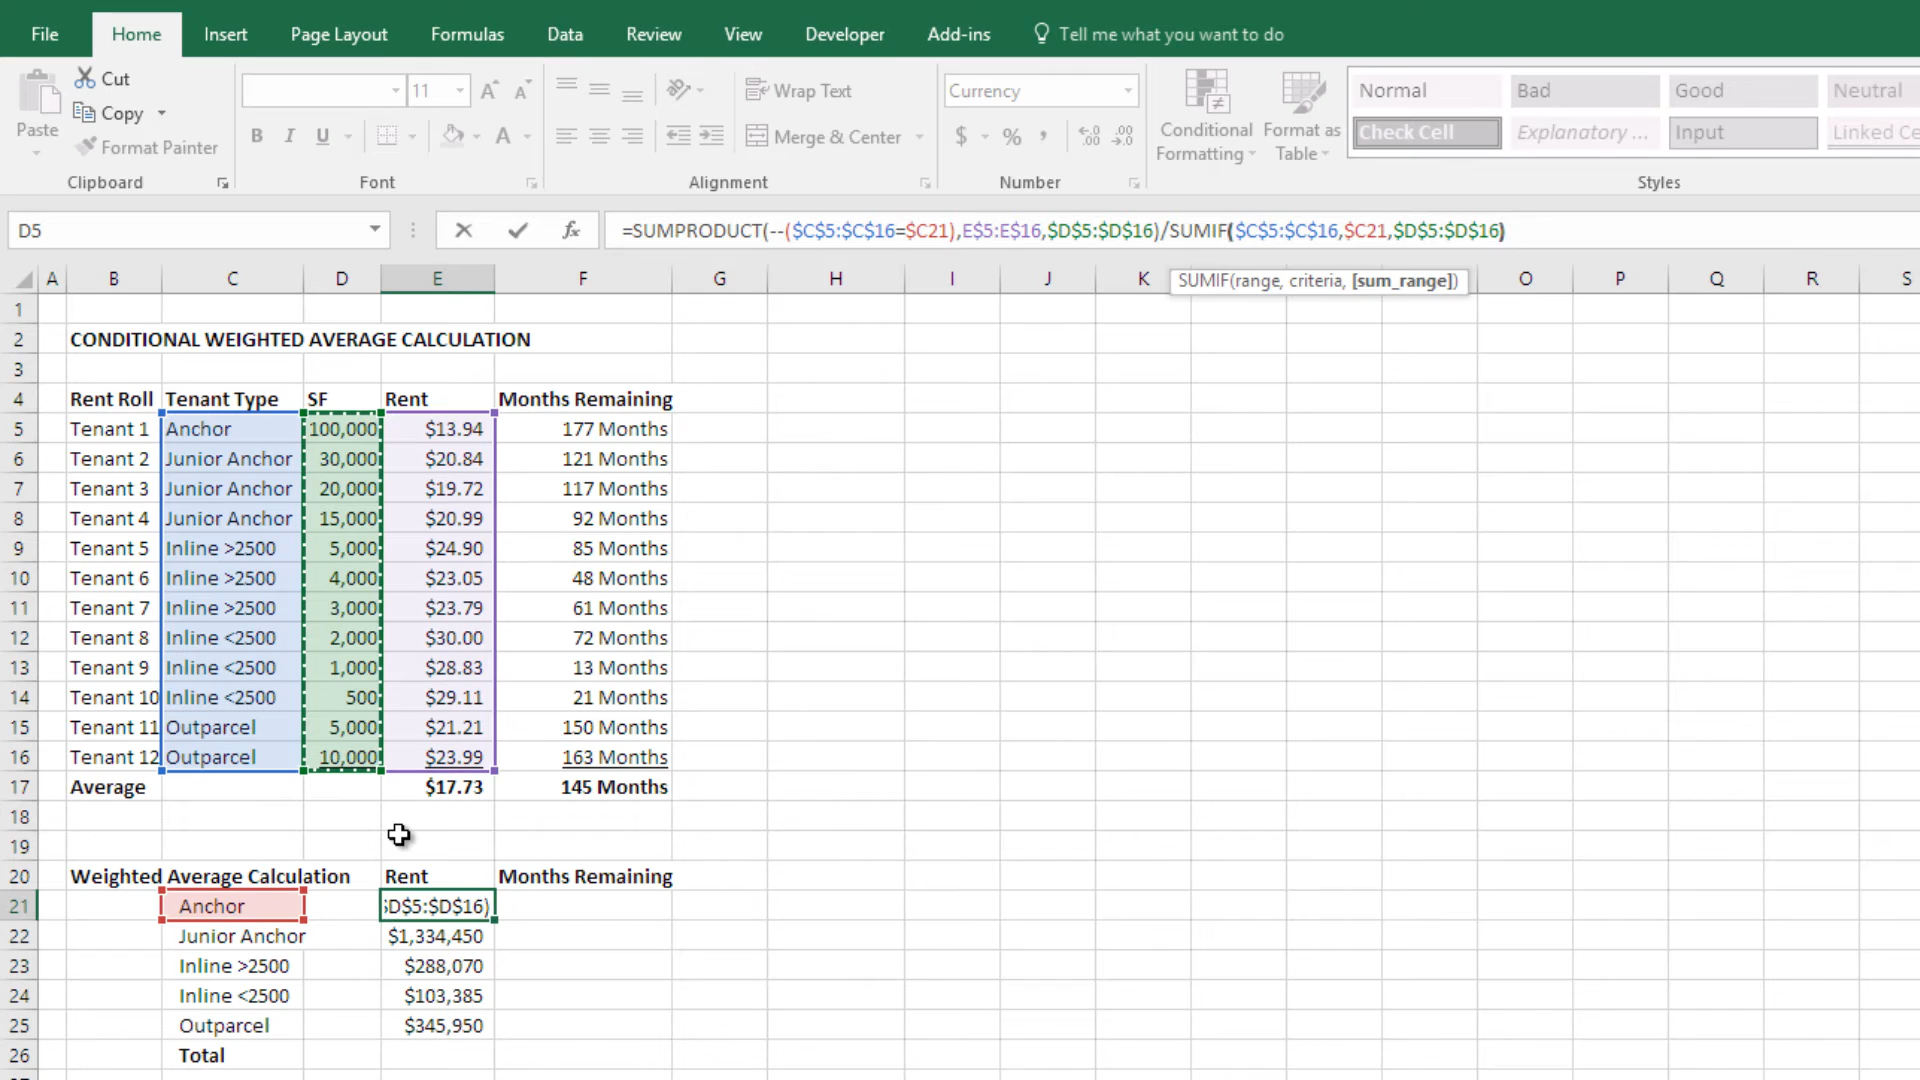 File Home Insert Page Layout Formulas Data Review View Developer Add-ins Tell me what you want to do
Cut
Copy
Format Painter
Paste
Clipboard
11
B I U
Font
Wrap Text
Merge & Center
Alignment
Currency
$ % ,
Number
Conditional Formatting
Format as Table
Normal Bad Good Neutral
Check Cell Explanatory ... Input Linked Ce
Styles
D5 fx =SUMPRODUCT(--($C$5:$C$16=$C21),E$5:E$16,$D$5:$D$16)/SUMIF($C$5:$C$16,$C21,$D$5:$D$16)
SUMIF(range, criteria, [sum_range])
A B C D E F G H I J K O P Q R S
1
2 CONDITIONAL WEIGHTED AVERAGE CALCULATION
3
4 Rent Roll Tenant Type SF Rent Months Remaining
5 Tenant 1 Anchor 100,000 $13.94 177 Months
6 Tenant 2 Junior Anchor 30,000 $20.84 121 Months
7 Tenant 3 Junior Anchor 20,000 $19.72 117 Months
8 Tenant 4 Junior Anchor 15,000 $20.99 92 Months
9 Tenant 5 Inline >2500 5,000 $24.90 85 Months
10 Tenant 6 Inline >2500 4,000 $23.05 48 Months
11 Tenant 7 Inline >2500 3,000 $23.79 61 Months
12 Tenant 8 Inline <2500 2,000 $30.00 72 Months
13 Tenant 9 Inline <2500 1,000 $28.83 13 Months
14 Tenant 10 Inline <2500 500 $29.11 21 Months
15 Tenant 11 Outparcel 5,000 $21.21 150 Months
16 Tenant 12 Outparcel 10,000 $23.99 163 Months
17 Average $17.73 145 Months
18
19
20 Weighted Average Calculation Rent Months Remaining
21 Anchor $D$5:$D$16)
22 Junior Anchor $1,334,450
23 Inline >2500 $288,070
24 Inline <2500 $103,385
25 Outparcel $345,950
26 Total